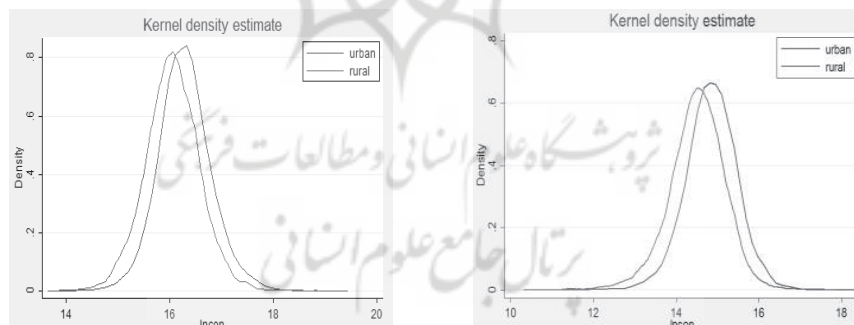 Kernel density estimate
urban
rural
.8
.6
.4
.2
0
Density
14
16
18
20
lncon
Kernel density estimate
urban
rural
.8
.6
.4
.2
0
Density
10
12
14
16
18
پژوهشگاه علوم انسانی و مطالعات فرهنگی
پرتال جامع علوم انسانی